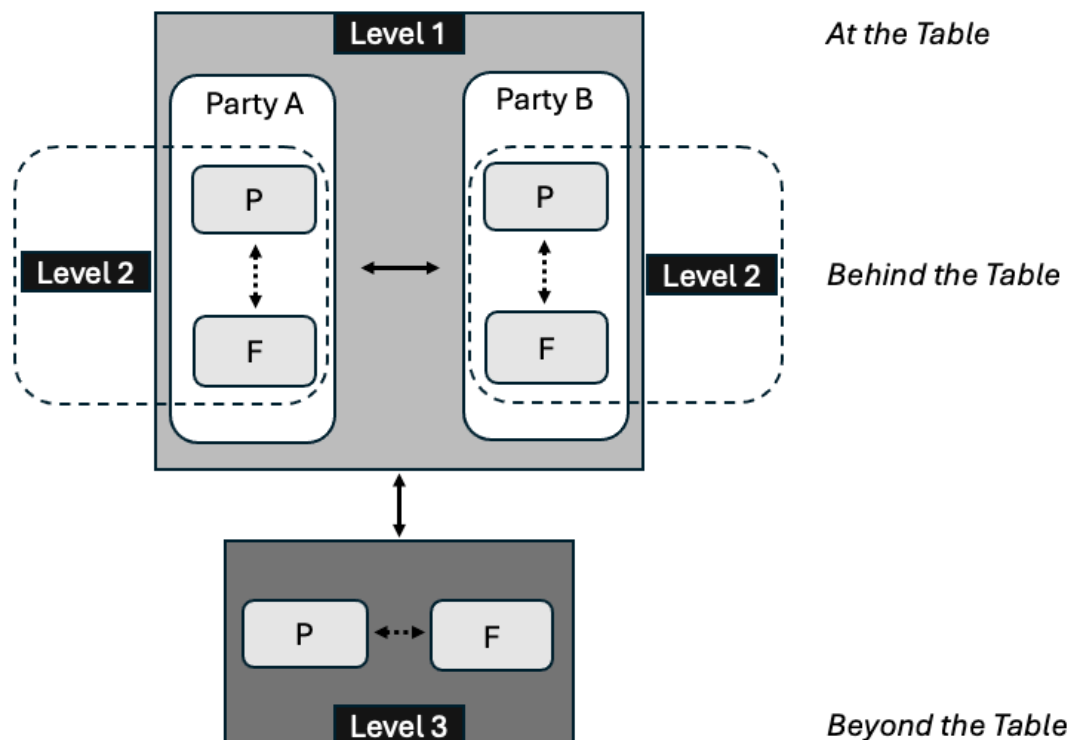 Level 1
At the Table
Party A
Party B
P
P
Level 2
Level 2
Behind the Table
F
F
P
F
Level 3
Beyond the Table